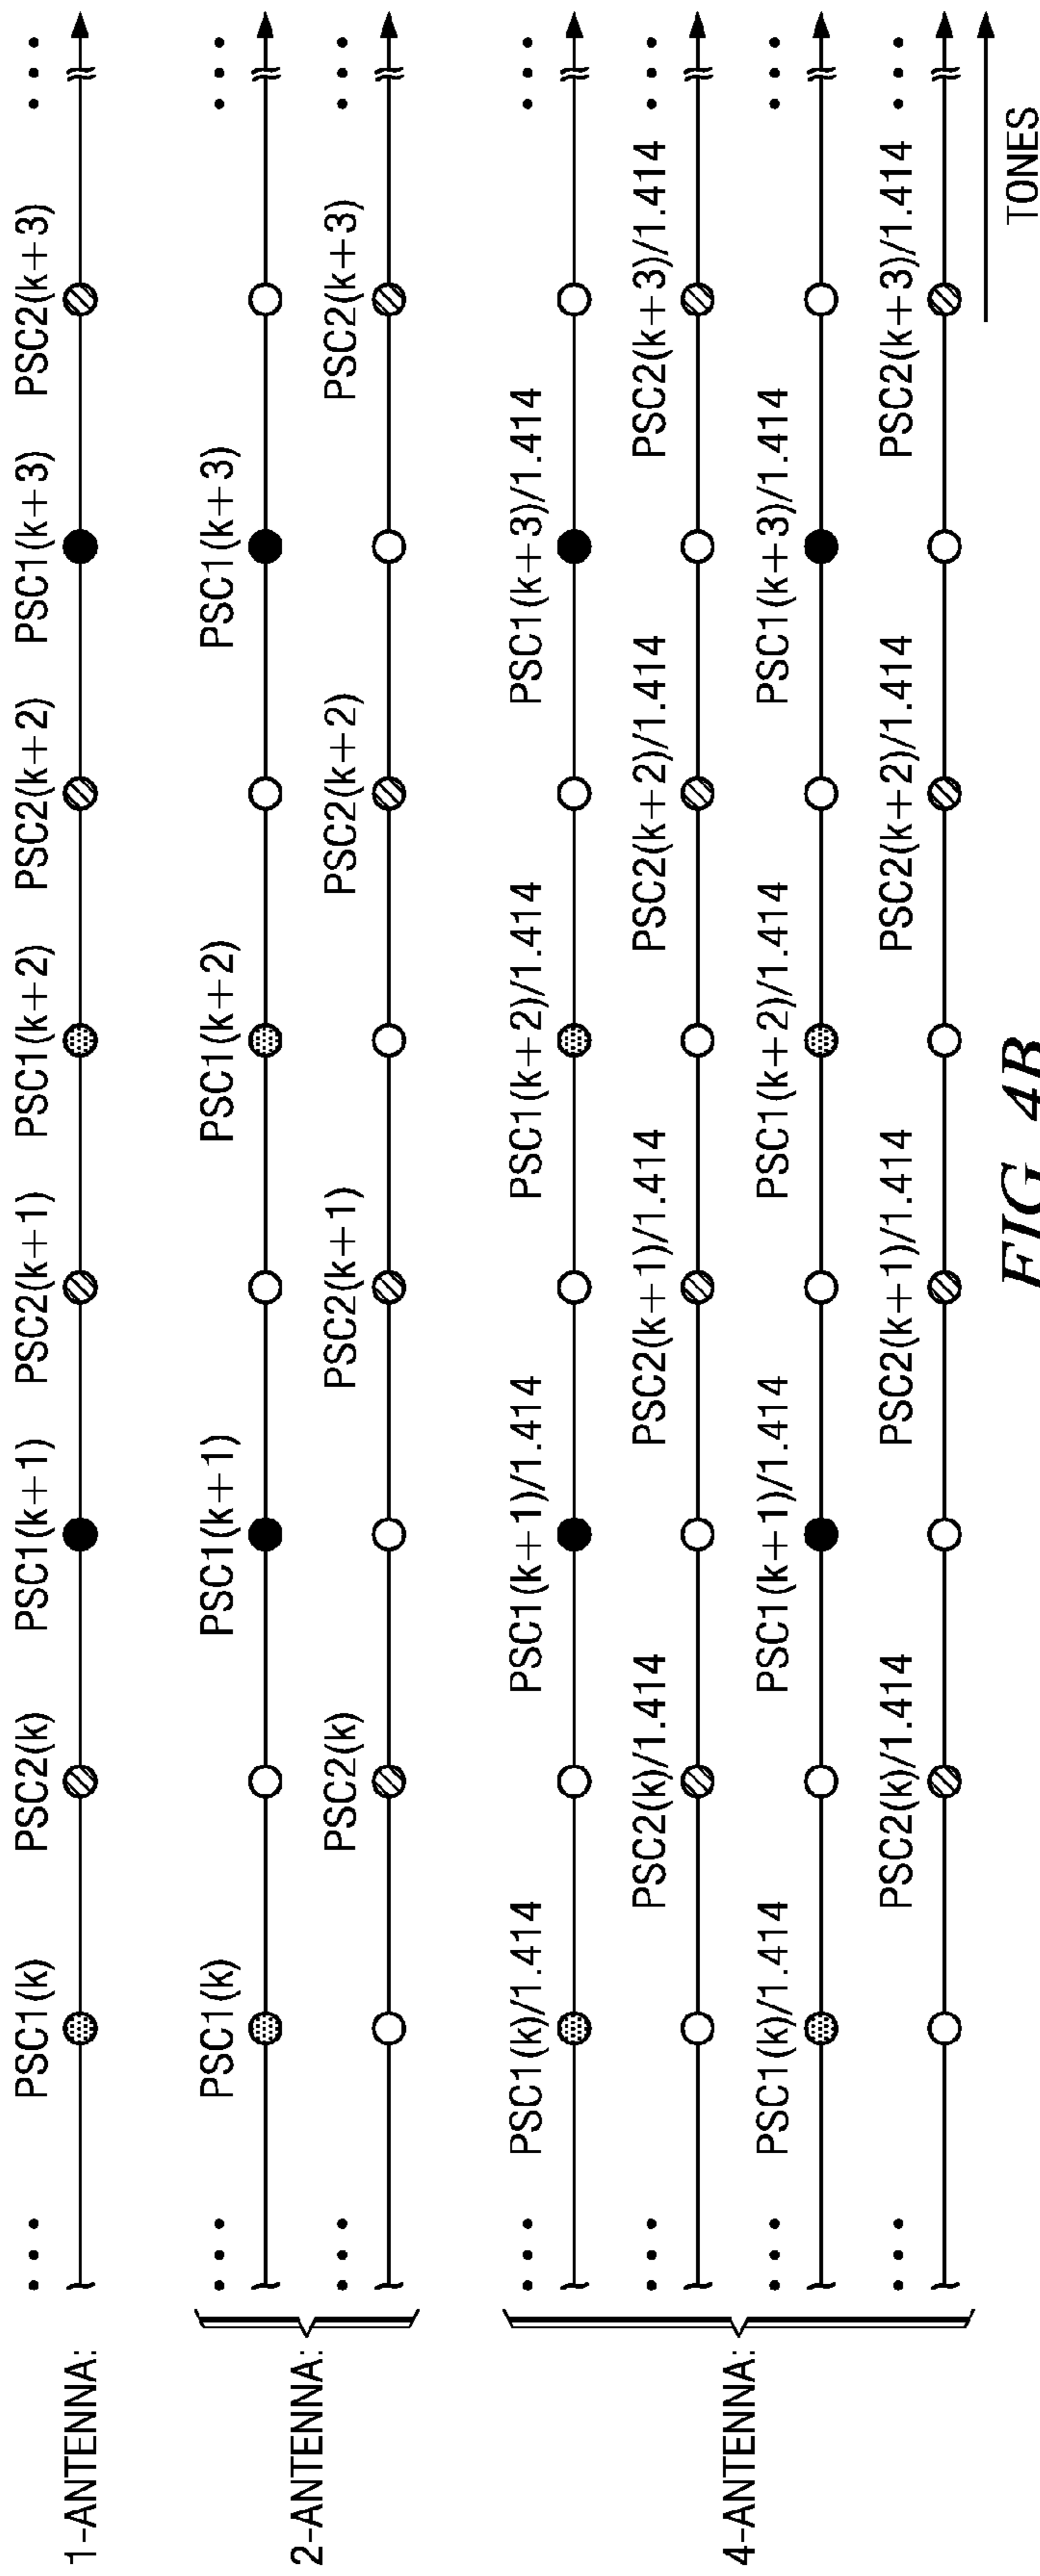 1-ANTENNA:
... PSC1(k) PSC2(k) PSC1(k+1) PSC2(k+1) PSC1(k+2) PSC2(k+2) PSC1(k+3) PSC2(k+3) ...
2-ANTENNA:
... PSC1(k) PSC1(k+1) PSC1(k+2) PSC1(k+3) ...
... PSC2(k) PSC2(k+1) PSC2(k+2) PSC2(k+3) ...
4-ANTENNA:
... PSC1(k)/1.414 PSC1(k+1)/1.414 PSC1(k+2)/1.414 PSC1(k+3)/1.414 ...
... PSC2(k)/1.414 PSC2(k+1)/1.414 PSC2(k+2)/1.414 PSC2(k+3)/1.414 ...
... PSC1(k)/1.414 PSC1(k+1)/1.414 PSC1(k+2)/1.414 PSC1(k+3)/1.414 ...
... PSC2(k)/1.414 PSC2(k+1)/1.414 PSC2(k+2)/1.414 PSC2(k+3)/1.414 ...
TONES
FIG. 4B